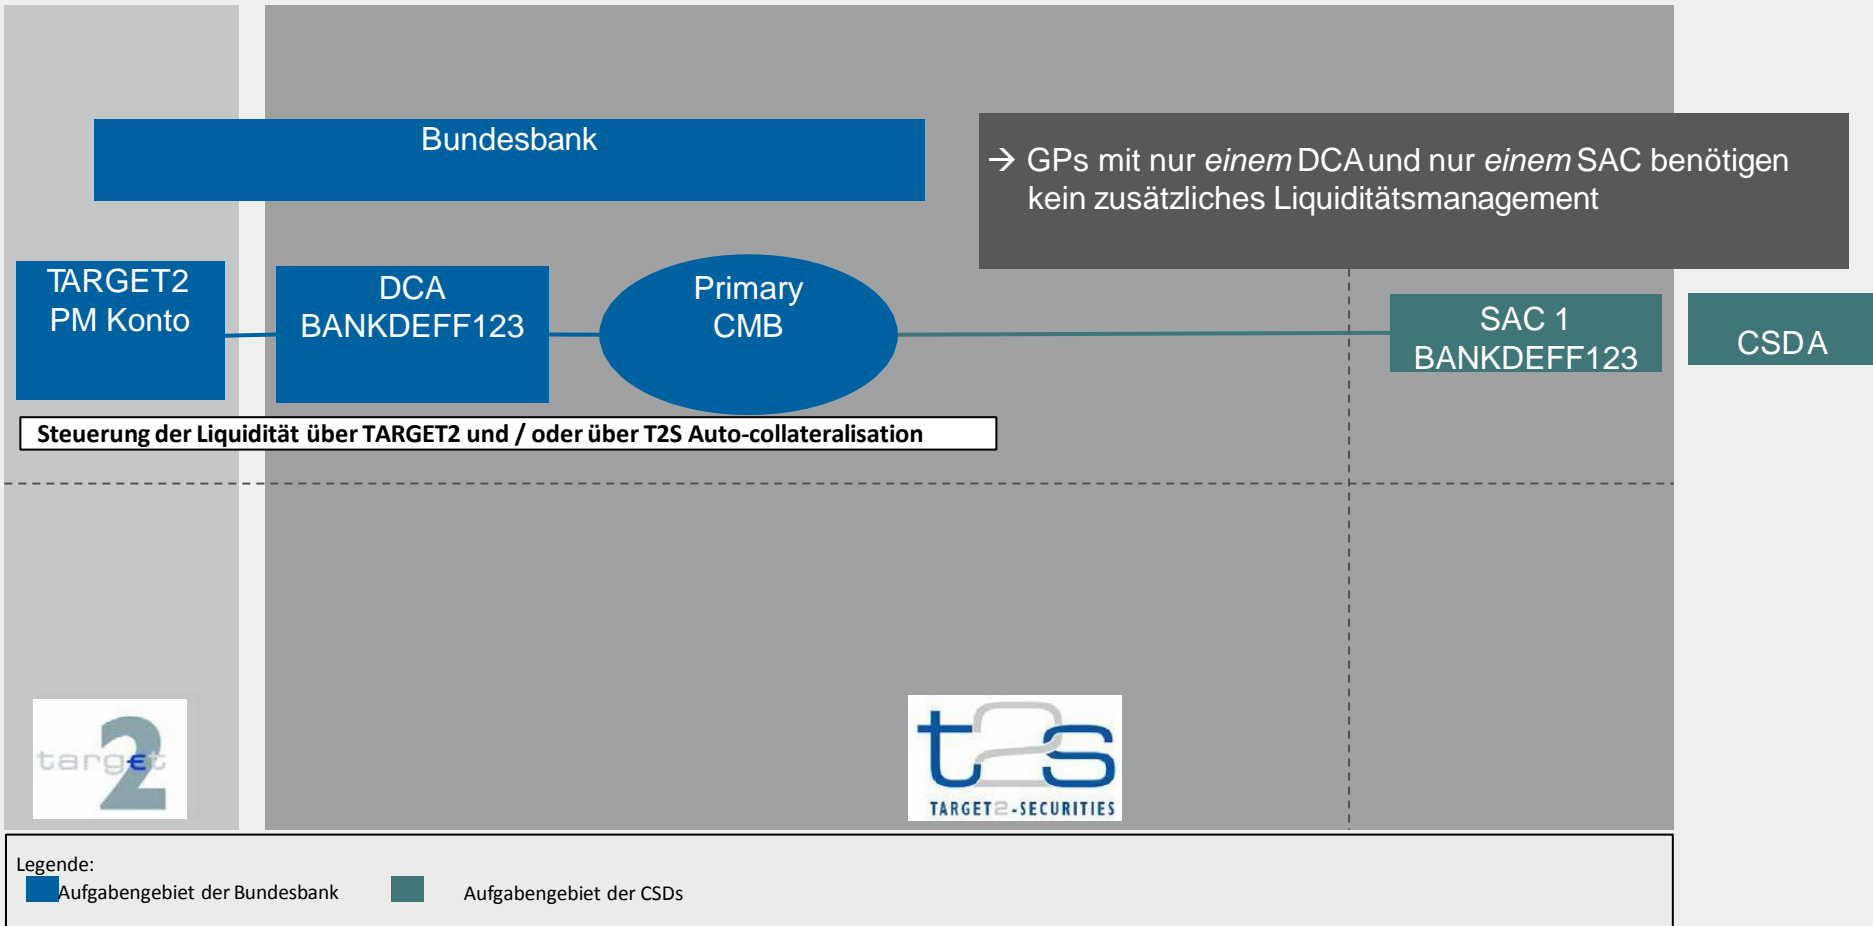 Bundesbank
→ GPs mit nur einem DCA und nur einem SAC benötigen
kein zusätzliches Liquiditätsmanagement
TARGET2
PM Konto
DCA
BANKDEFF123
Primary
CMB
SAC 1
BANKDEFF123
CSD A
Steuerung der Liquidität über TARGET2 und / oder über T2S Auto-collateralisation
target
2
t2s
TARGET2-SECURITIES
Legende:
Aufgabengebiet der Bundesbank
Aufgabengebiet der CSDs